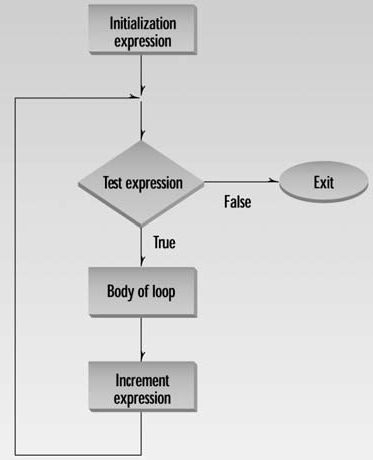 Initialization
expression
Test expression
Exit
False
True
Body of loop
Increment
expression